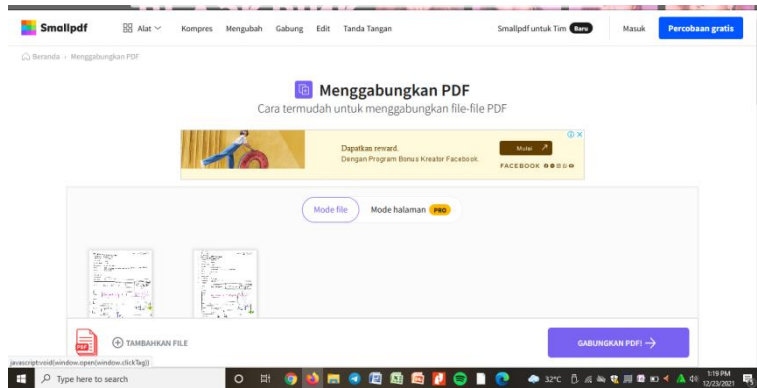 Smallpdf
Alat
Kompres
Mengubah
Gabung
Edit
Tanda Tangan
Smallpdf untuk Tim Baru
Masuk
Percobaan gratis
Beranda > Menggabungkan PDF
Menggabungkan PDF
Cara termudah untuk menggabungkan file-file PDF
Dapatkan reward.
Dengan Program Bonus Kreator Facebook.
Mulai
FACEBOOK
Mode file
Mode halaman PRO
PDF
TAMBAHKAN FILE
GABUNGKAN PDF!
javascript:void(window.open(window.clickTag))
Type here to search
32°C
1:19 PM
12/23/2021